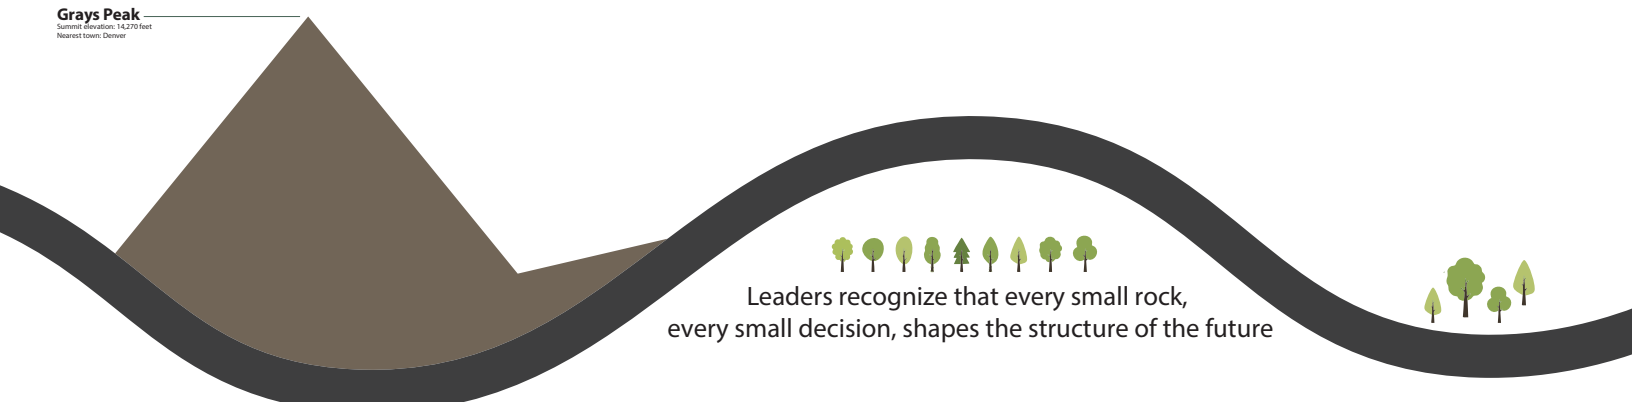 Grays Peak
Summit elevation: 14,270 feet
Nearest town: Denver
Leaders recognize that every small rock,
every small decision, shapes the structure of the future